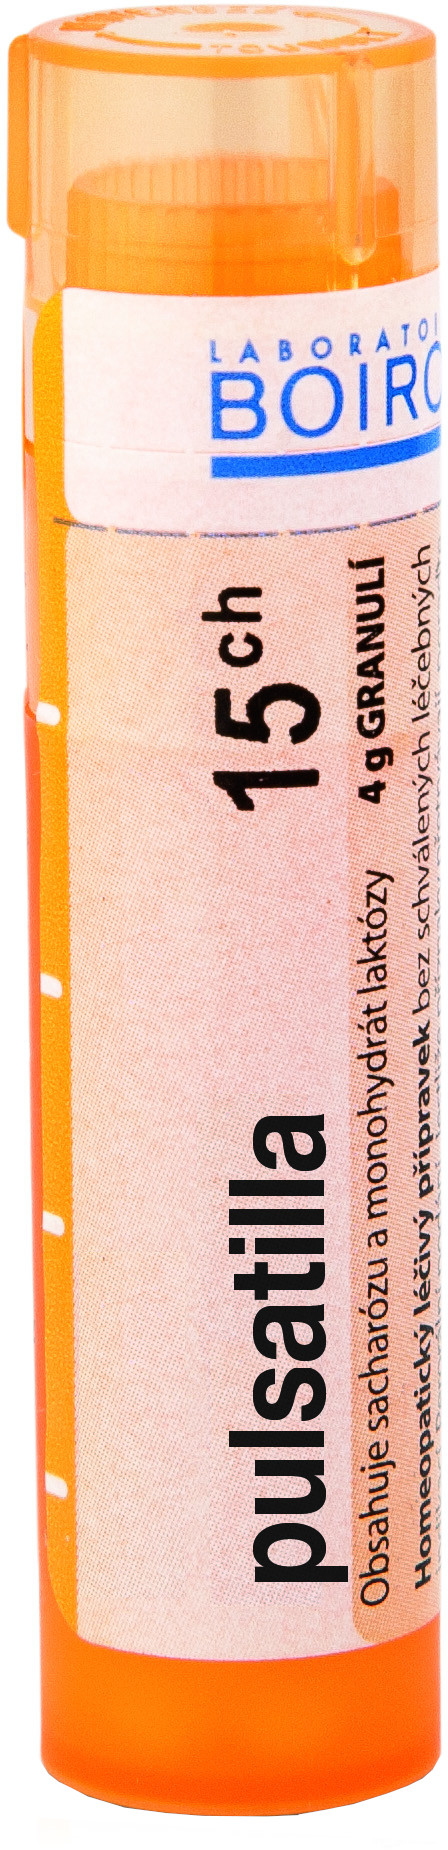 LABORATOI
BOIRO
pulsatilla 15 ch
4 g GRANULÍ
Obsahuje sacharózu a monohydrát laktózy
Homeopatický léčivý přípravek bez schválených léčebných